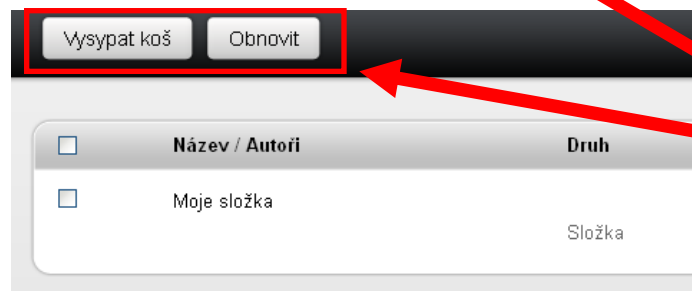 Vysypat koš Obnovit
Název / Autoři Druh
Moje složka
Složka